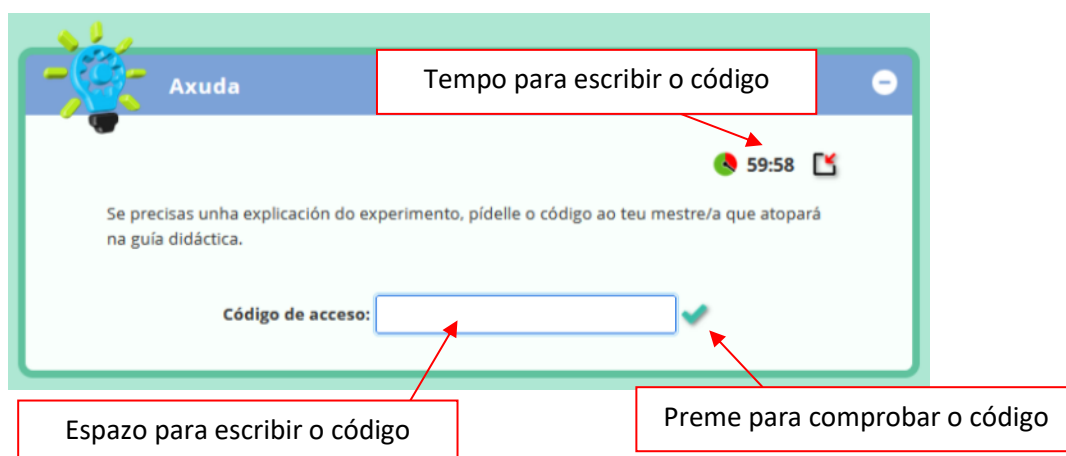 Tempo para escribir o código
Axuda
59:58
Se precisas unha explicación do experimento, pídelle o código ao teu mestre/a que atopará
na guía didáctica.
Código de acceso:
Espazo para escribir o código
Preme para comprobar o código